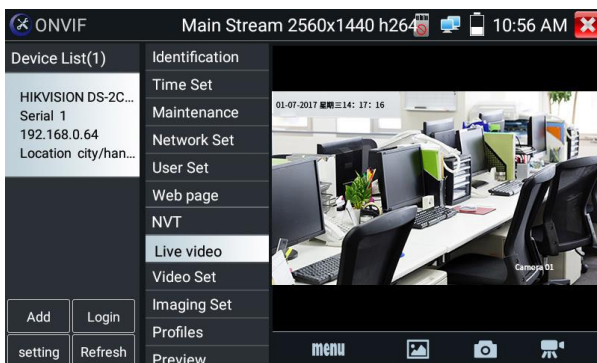 ONVIF
Main Stream 2560x1440 h264
10:56 AM
Device List(1)
HIKVISION DS-2C...
Serial 1
192.168.0.64
Location city/han...
Add
Login
setting
Refresh
Identification
Time Set
Maintenance
Network Set
User Set
Web page
NVT
Live video
Video Set
Imaging Set
Profiles
Preview
01-07-2017 星期三14: 17: 16
Camera 01
menu